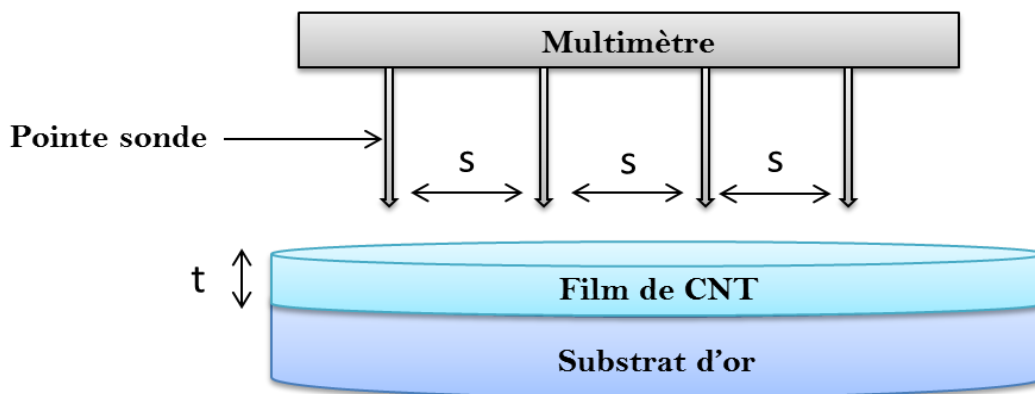 Multimètre
Pointe sonde
S S S
t
Film de CNT
Substrat d'or